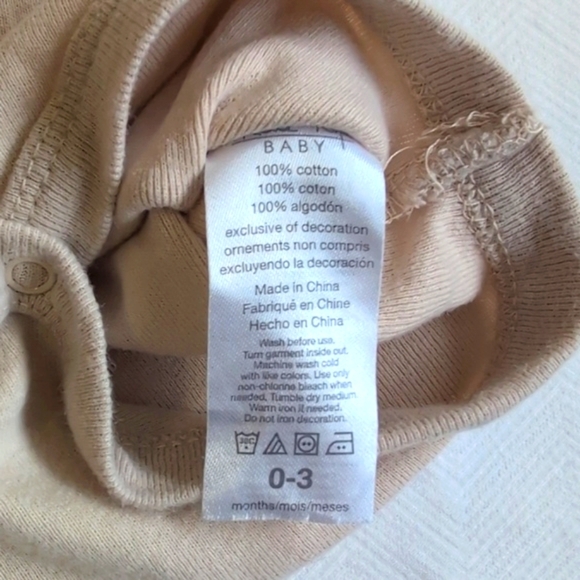 BABY
100% cotton
100% coton
100% algodón
exclusive of decoration
ornements non compris
excluyendo la decoración
Made in China
Fabriqué en Chine
Hecho en China
Wash before use.
Turn garment inside out.
Machine wash cold
with like colors. Use only
non-chlorine bleach when
needed. Tumble dry medium.
Warm iron if needed.
Do not iron decoration.
30C
0-3
months/mois/meses